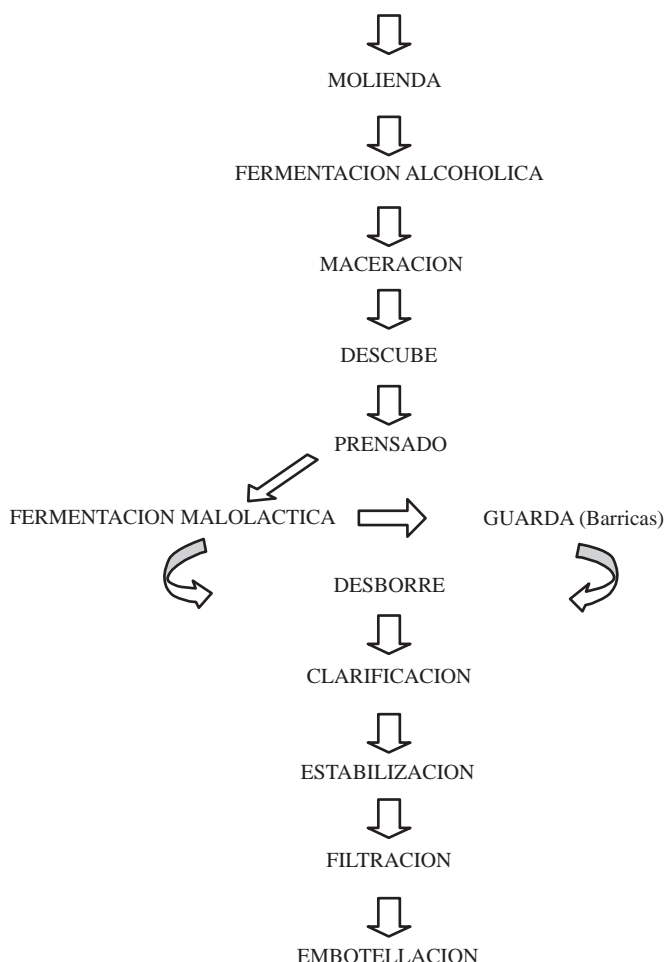 MOLIENDA
FERMENTACION ALCOHOLICA
MACERACION
DESCUBE
PRENSADO
FERMENTACION MALOLACTICA
GUARDA (Barricas)
DESBORRE
CLARIFICACION
ESTABILIZACION
FILTRACION
EMBOTELLACION